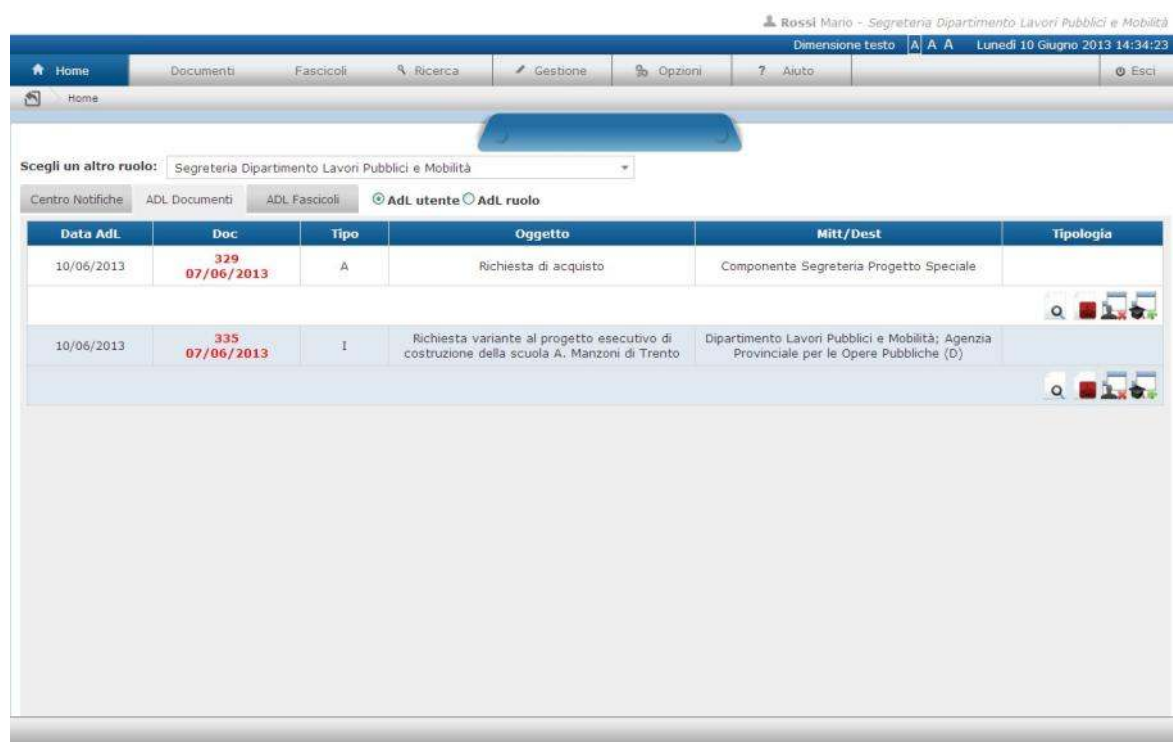 Rossi Mario - Segreteria Dipartimento Lavori Pubblici e Mobilità
Dimensione testo A A A Lunedì 10 Giugno 2013 14:34:23
Home Documenti Fascicoli Ricerca Gestione Opzioni ? Aiuto Esci
Home
Scegli un altro ruolo: Segreteria Dipartimento Lavori Pubblici e Mobilità
Centro Notifiche ADL Documenti ADL Fascicoli AdL utente AdL ruolo
Data AdL Doc Tipo Oggetto Mitt/Dest Tipologia
10/06/2013 329 07/06/2013 A Richiesta di acquisto Componente Segreteria Progetto Speciale
10/06/2013 335 07/06/2013 I Richiesta variante al progetto esecutivo di costruzione della scuola A. Manzoni di Trento Dipartimento Lavori Pubblici e Mobilità; Agenzia Provinciale per le Opere Pubbliche (D)